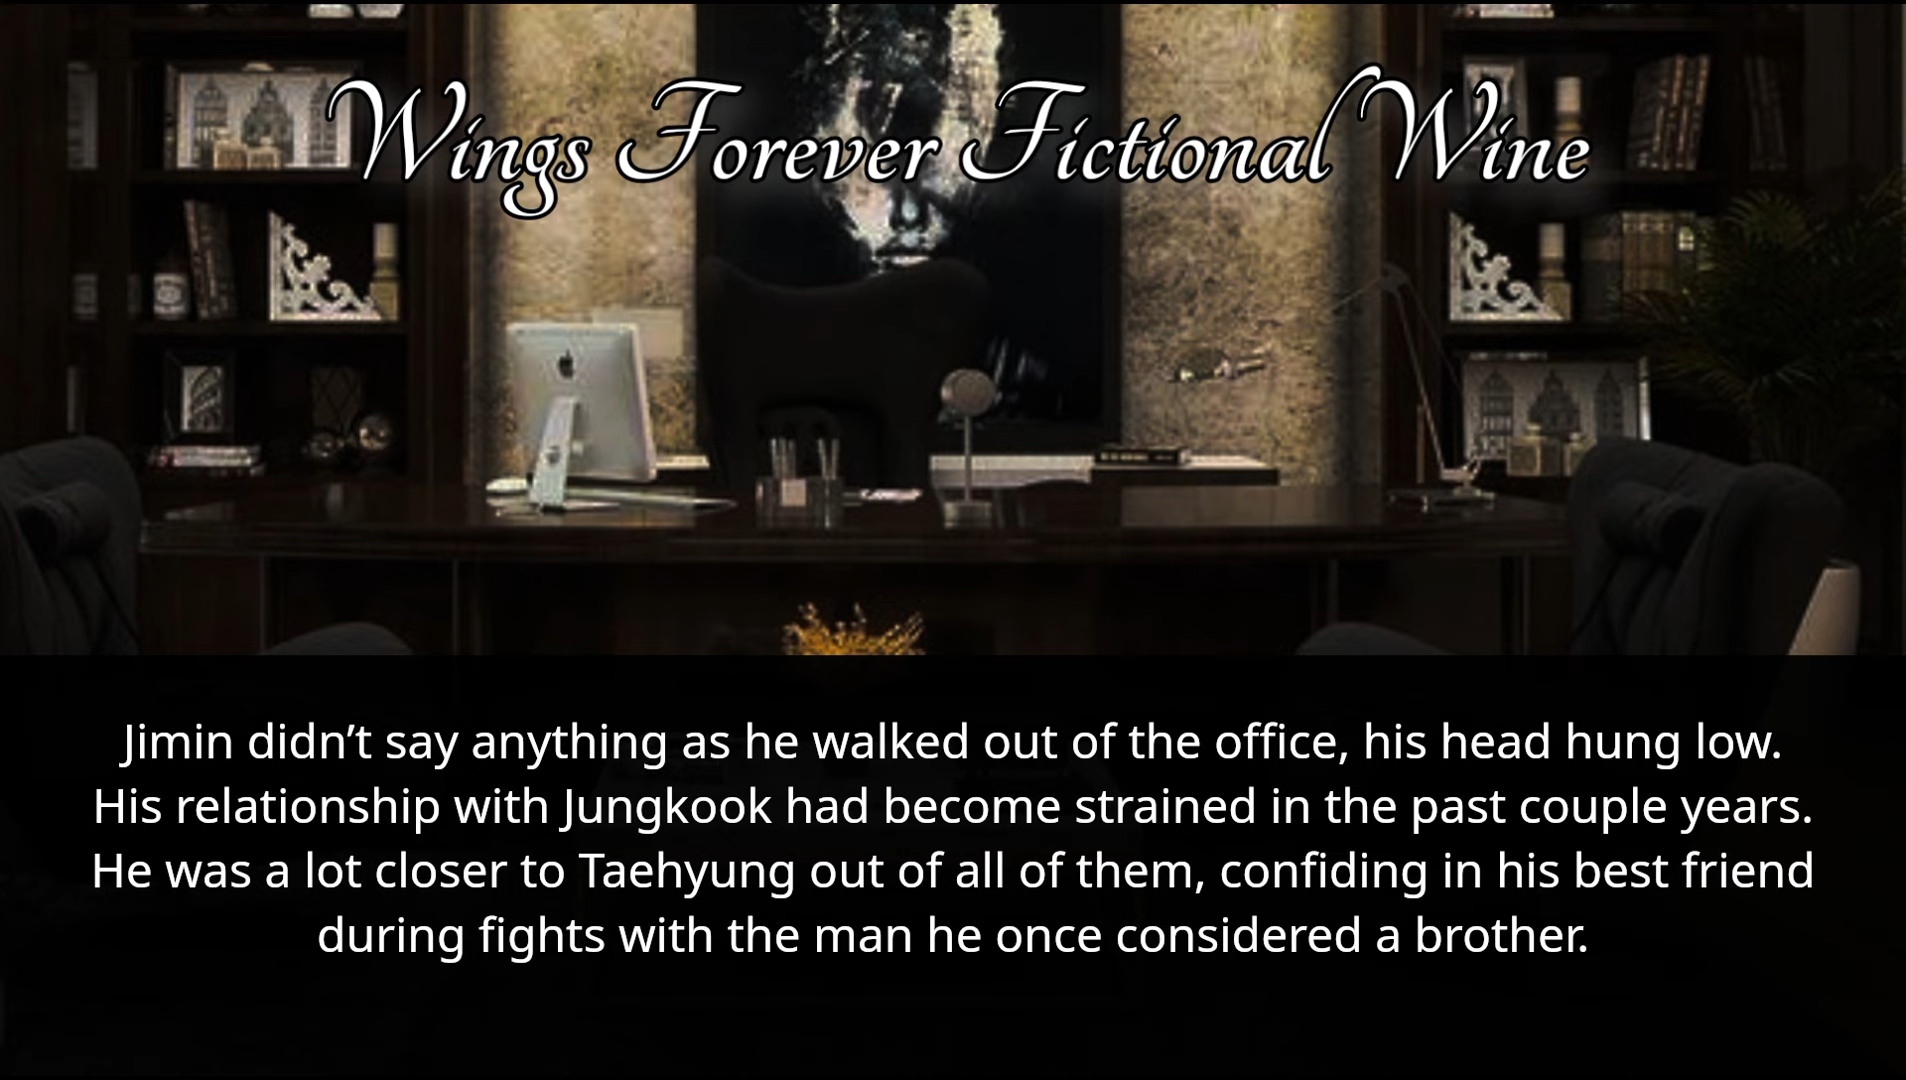 Wings Forever Fictional Wine
Jimin didn’t say anything as he walked out of the office, his head hung low.
His relationship with Jungkook had become strained in the past couple years.
He was a lot closer to Taehyung out of all of them, confiding in his best friend
during fights with the man he once considered a brother.